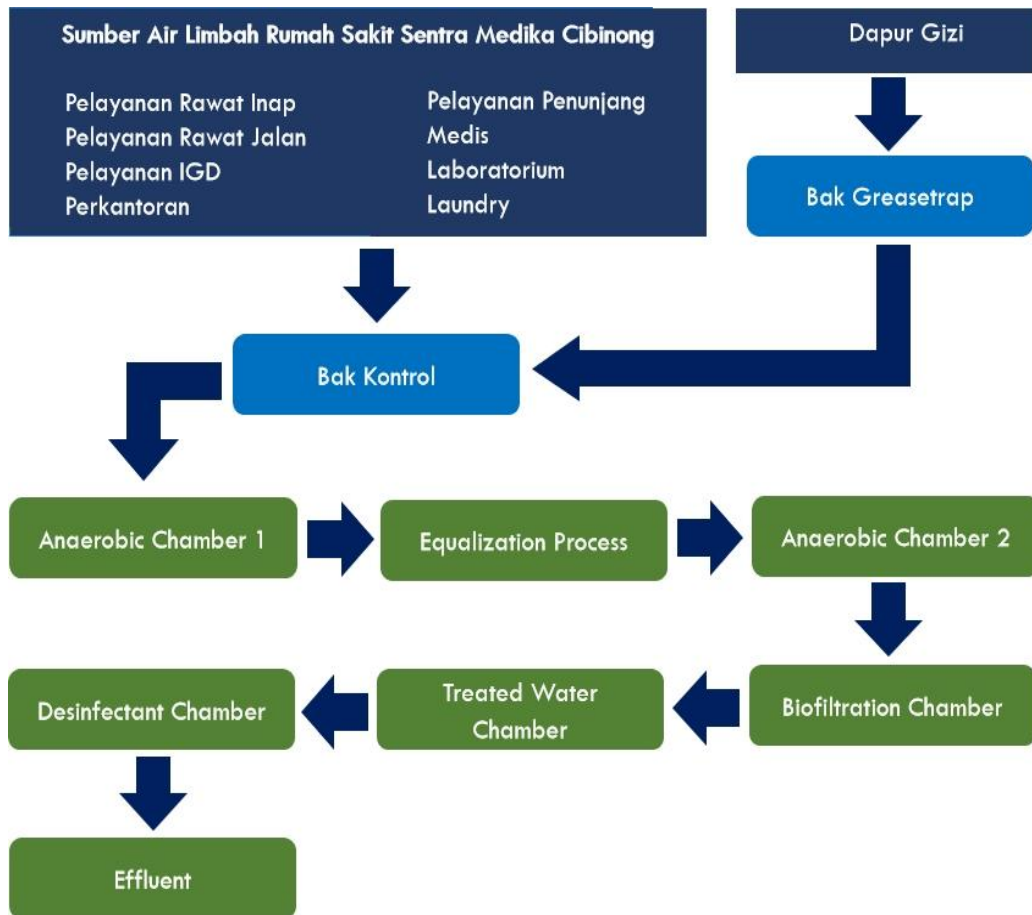 Sumber Air Limbah Rumah Sakit Sentra Medika Cibinong
Pelayanan Rawat Inap
Pelayanan Rawat Jalan
Pelayanan IGD
Perkantoran
Pelayanan Penunjang
Medis
Laboratorium
Laundry
Dapur Gizi
Bak Greasetrap
Bak Kontrol
Anaerobic Chamber 1
Equalization Process
Anaerobic Chamber 2
Desinfectant Chamber
Treated Water
Chamber
Biofiltration Chamber
Effluent